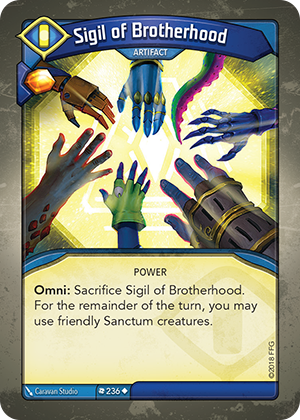 Sigil of Brotherhood
ARTIFACT
POWER
Omni: Sacrifice Sigil of Brotherhood.
For the remainder of the turn, you may
use friendly Sanctum creatures.
©2018 FFG
Caravan Studio
236